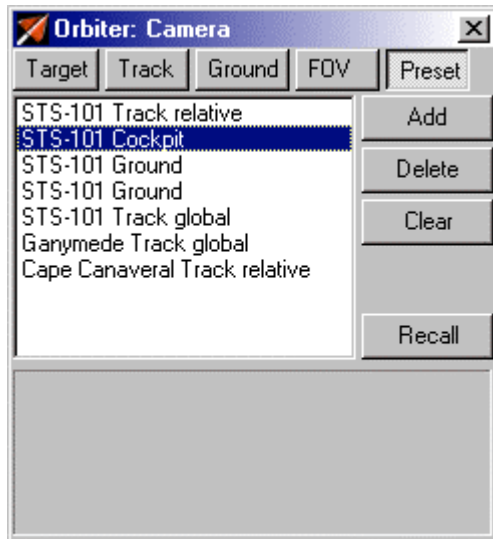 Orbiter: Camera
Target Track Ground FOV Preset
STS-101 Track relative
STS-101 Cockpit
STS-101 Ground
STS-101 Ground
STS-101 Track global
Ganymede Track global
Cape Canaveral Track relative
Add
Delete
Clear
Recall